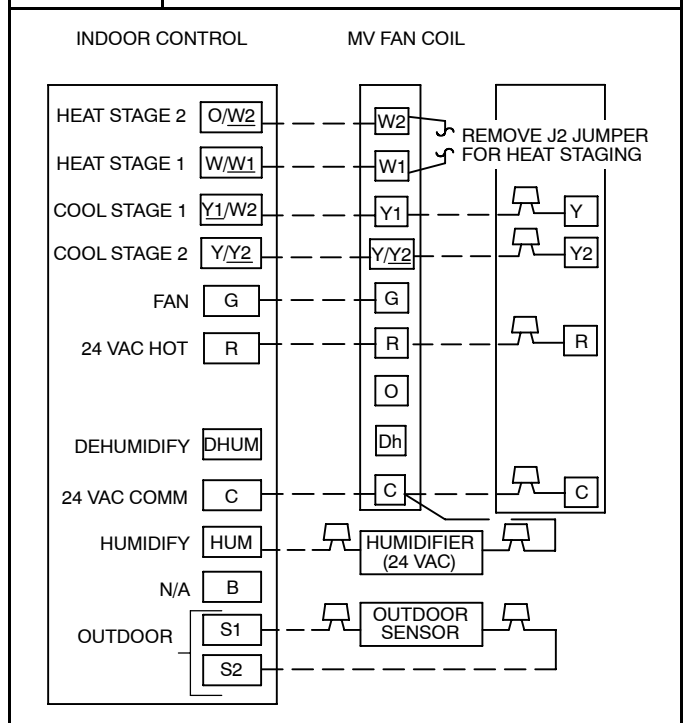 INDOOR CONTROL MV FAN COIL
HEAT STAGE 2 O/W2 W2
REMOVE J2 JUMPER
FOR HEAT STAGING
HEAT STAGE 1 W/W1 W1
COOL STAGE 1 Y1/W2 Y1 Y
COOL STAGE 2 Y/Y2 Y/Y2 Y2
FAN G G
24 VAC HOT R R R
O
DEHUMIDIFY DHUM Dh
24 VAC COMM C C C
HUMIDIFY HUM HUMIDIFIER
(24 VAC)
N/A B
OUTDOOR S1 OUTDOOR
SENSOR
S2